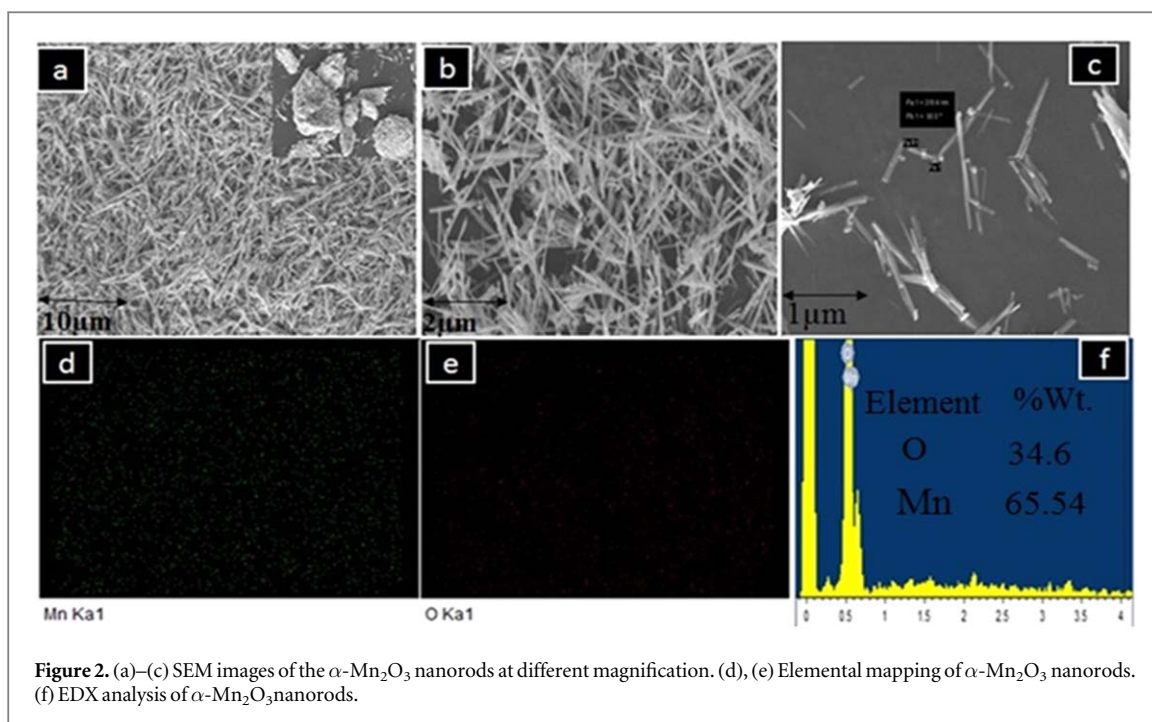 a
b
c
10μm
2μm
1μm
d
e
f
Element %Wt.
O 34.6
Mn 65.54
0 0.5 1 1.5 2 2.5 3 3.5 4
Mn Ka1
O Ka1
Figure 2. (a)–(c) SEM images of the α-Mn₂O₃ nanorods at different magnification. (d), (e) Elemental mapping of α-Mn₂O₃ nanorods.
(f) EDX analysis of α-Mn₂O₃nanorods.